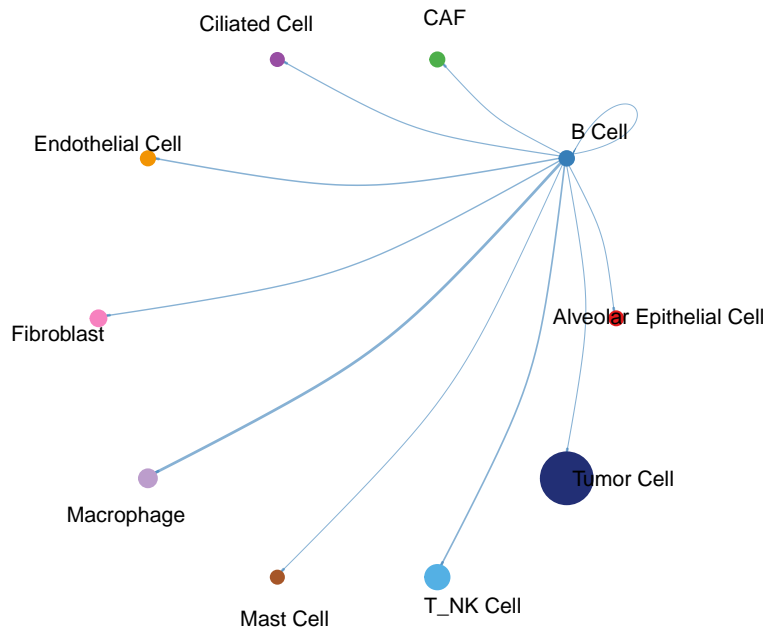 CAF
Ciliated Cell
B Cell
Endothelial Cell
Alveolar Epithelial Cell
Fibroblast
Tumor Cell
Macrophage
T_NK Cell
Mast Cell